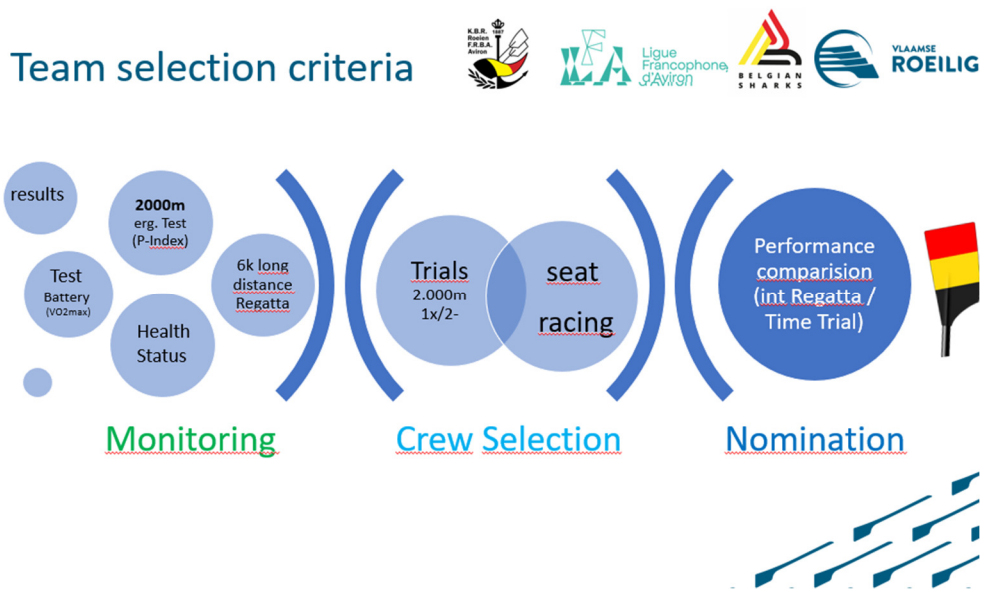 Team selection criteria
K.B.R.
Roeien 1887
F.R.B.A.
Aviron
Ligue
Francophone
d'Aviron
BELGIAN
SHARKS
VLAAMSE
ROEILIG
results
2000m
erg. Test
(P-Index)
Test
Battery
(VO2max)
6k long
distance
Regatta
Health
Status
Trials
2.000m
1x/2-
seat
racing
Performance
comparision
(int Regatta /
Time Trial)
Monitoring
Crew Selection
Nomination